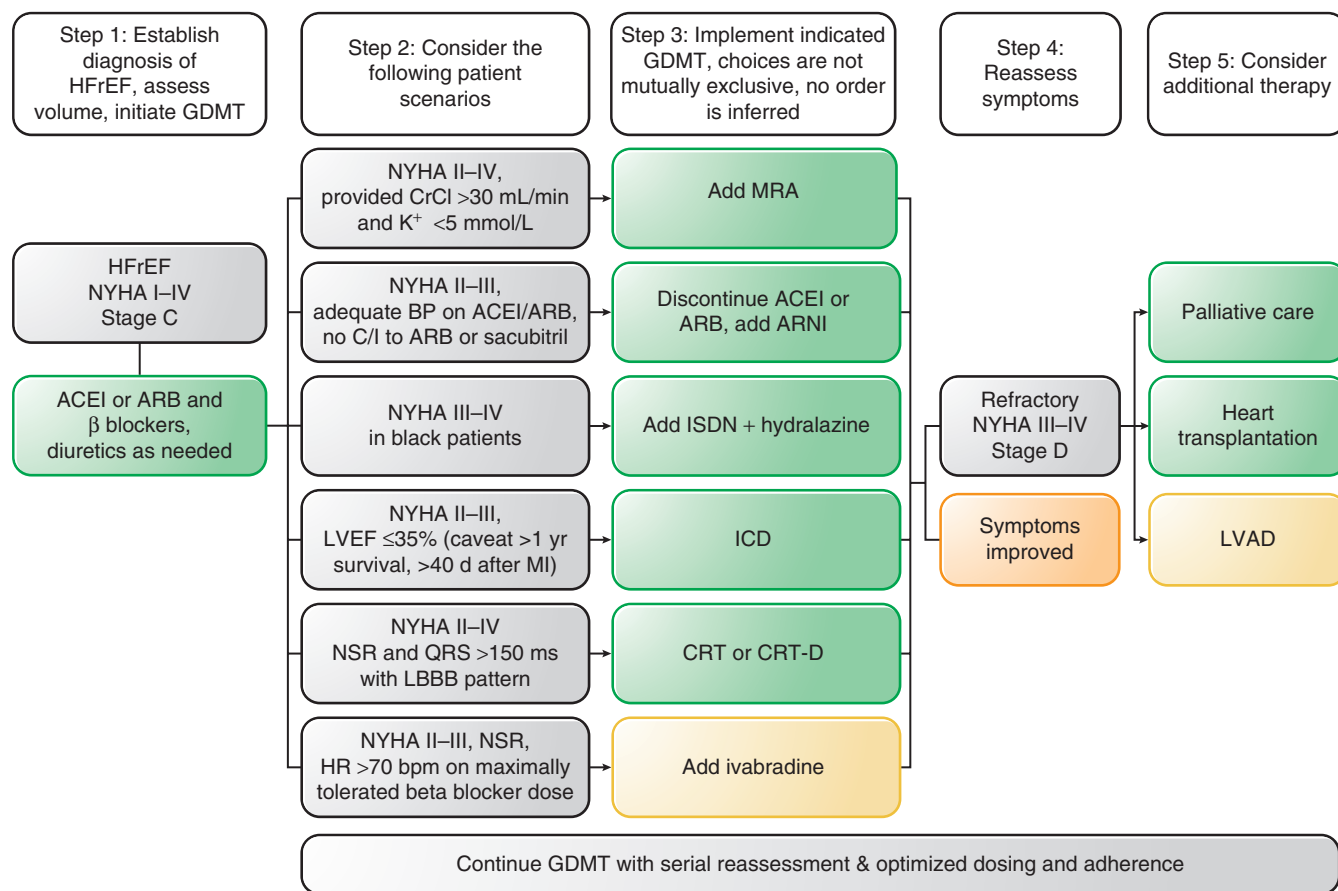 Step 1: Establish
diagnosis of
HFrEF, assess
volume, initiate GDMT
Step 2: Consider the
following patient
scenarios
Step 3: Implement indicated
GDMT, choices are not
mutually exclusive, no order
is inferred
Step 4:
Reassess
symptoms
Step 5: Consider
additional therapy
HFrEF
NYHA I–IV
Stage C
ACEI or ARB and
β blockers,
diuretics as needed
NYHA II–IV,
provided CrCl >30 mL/min
and K⁺ <5 mmol/L
Add MRA
NYHA II–III,
adequate BP on ACEI/ARB,
no C/I to ARB or sacubitril
Discontinue ACEI or
ARB, add ARNI
NYHA III–IV
in black patients
Add ISDN + hydralazine
NYHA II–III,
LVEF ≤35% (caveat >1 yr
survival, >40 d after MI)
ICD
NYHA II–IV
NSR and QRS >150 ms
with LBBB pattern
CRT or CRT-D
NYHA II–III, NSR,
HR >70 bpm on maximally
tolerated beta blocker dose
Add ivabradine
Refractory
NYHA III–IV
Stage D
Symptoms
improved
Palliative care
Heart
transplantation
LVAD
Continue GDMT with serial reassessment & optimized dosing and adherence